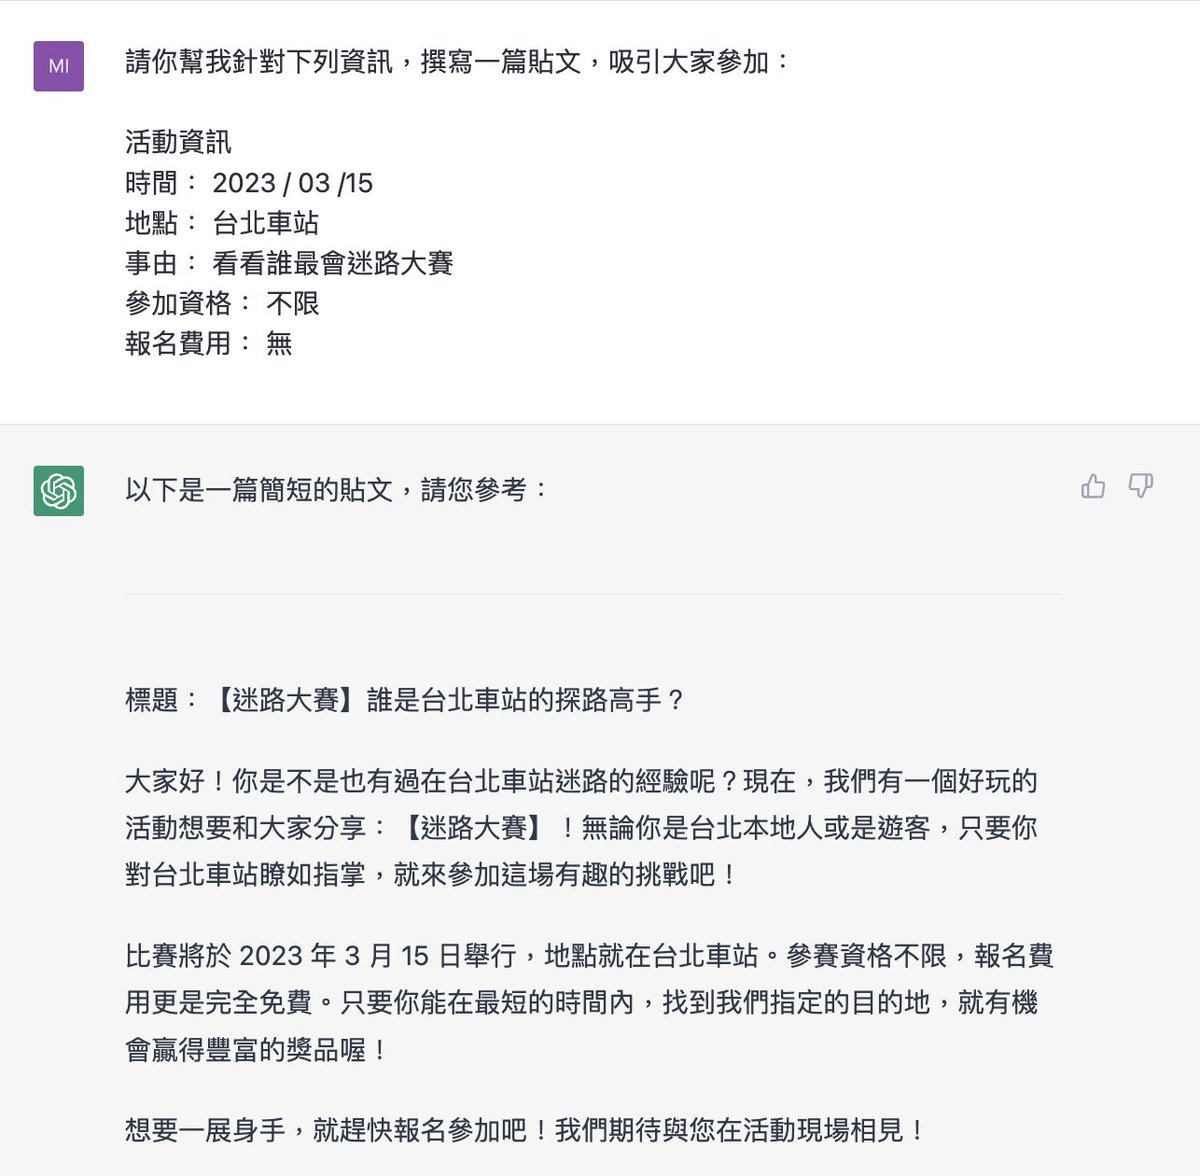 MI
請你幫我針對下列資訊，撰寫一篇貼文，吸引大家參加：
活動資訊
時間： 2023 / 03 /15
地點： 台北車站
事由： 看看誰最會迷路大賽
參加資格： 不限
報名費用： 無
以下是一篇簡短的貼文，請您參考：
標題：【迷路大賽】誰是台北車站的探路高手？
大家好！你是不是也有過在台北車站迷路的經驗呢？現在，我們有一個好玩的
活動想要和大家分享：【迷路大賽】！無論你是台北本地人或是遊客，只要你
對台北車站瞭如指掌，就來參加這場有趣的挑戰吧！
比賽將於 2023 年 3 月 15 日舉行，地點就在台北車站。參賽資格不限，報名費
用更是完全免費。只要你能在最短的時間內，找到我們指定的目的地，就有機
會贏得豐富的獎品喔！
想要一展身手，就趕快報名參加吧！我們期待與您在活動現場相見！